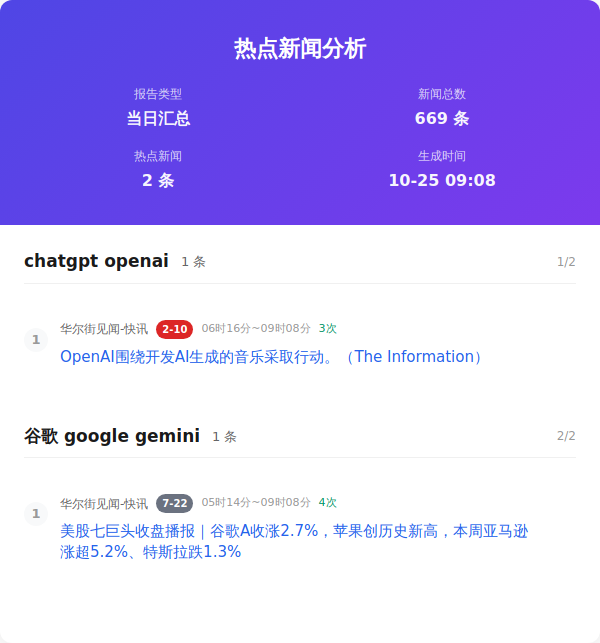 热点新闻分析
报告类型
当日汇总
新闻总数
669 条
热点新闻
2 条
生成时间
10-25 09:08
chatgpt openai 1 条 1/2
1
华尔街见闻-快讯 2-10 06时16分~09时08分 3次
OpenAI围绕开发AI生成的音乐采取行动。（The Information）
谷歌 google gemini 1 条 2/2
1
华尔街见闻-快讯 7-22 05时14分~09时08分 4次
美股七巨头收盘播报｜谷歌A收涨2.7%，苹果创历史新高，本周亚马逊
涨超5.2%、特斯拉跌1.3%